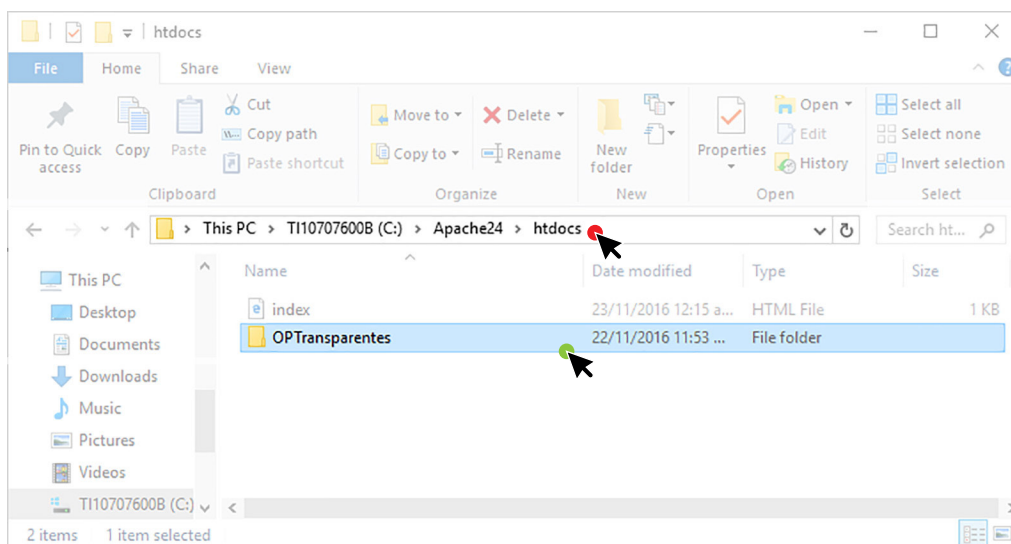 htdocs
File Home Share View
Pin to Quick access Copy Paste Cut Copy path Paste shortcut
Move to Copy to Delete Rename
New folder
Properties Open Edit History
Select all Select none Invert selection
Clipboard Organize New Open Select
This PC > TI10707600B (C:) > Apache24 > htdocs Search ht...
Name Date modified Type Size
index 23/11/2016 12:15 a... HTML File 1 KB
OPTransparentes 22/11/2016 11:53 ... File folder
This PC
Desktop
Documents
Downloads
Music
Pictures
Videos
TI10707600B (C:)
2 items 1 item selected